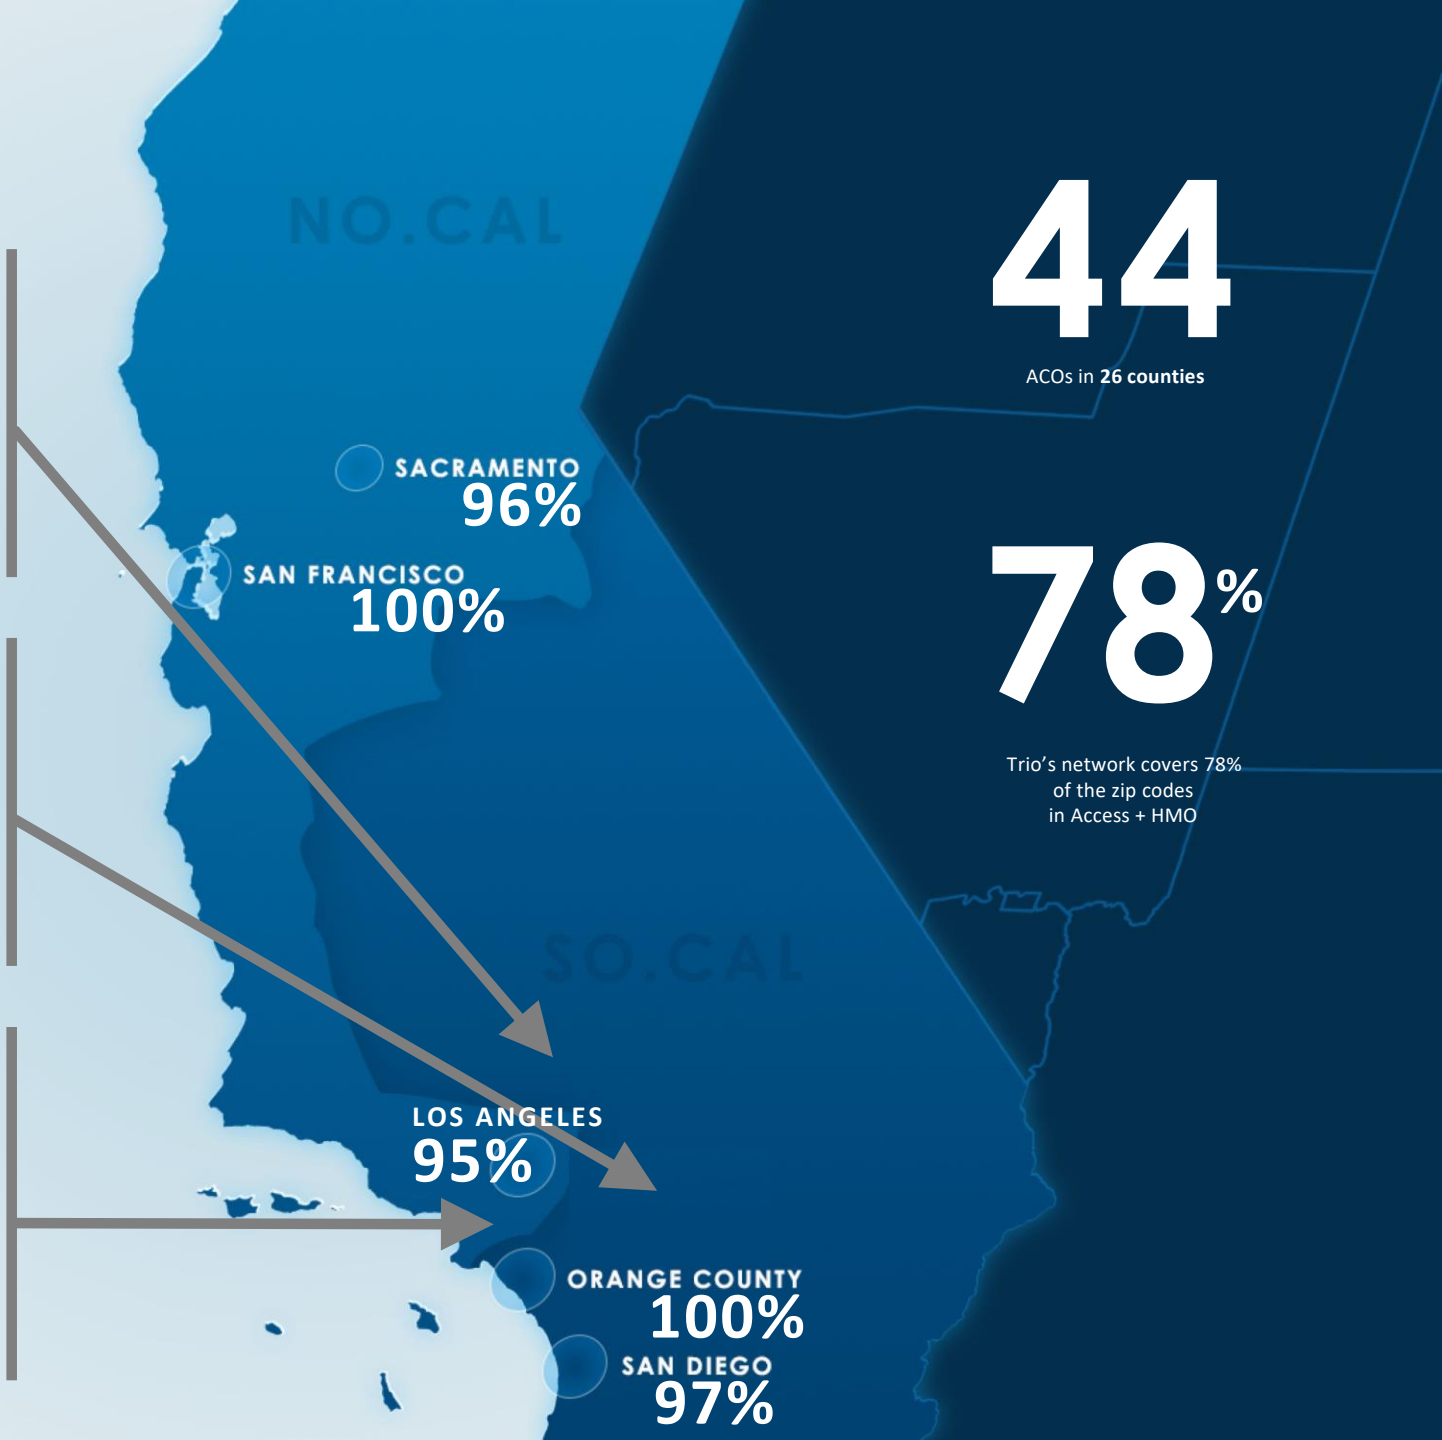 NO.CAL
44
ACOs in 26 counties
SACRAMENTO
96%
SAN FRANCISCO
100%
78%
Trio’s network covers 78%
of the zip codes
in Access + HMO
SO.CAL
LOS ANGELES
95%
ORANGE COUNTY
100%
SAN DIEGO
97%